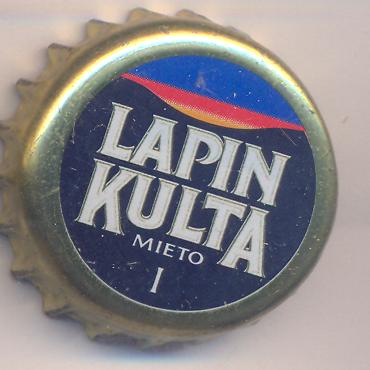 LAPIN
KULTA
MIETO
I